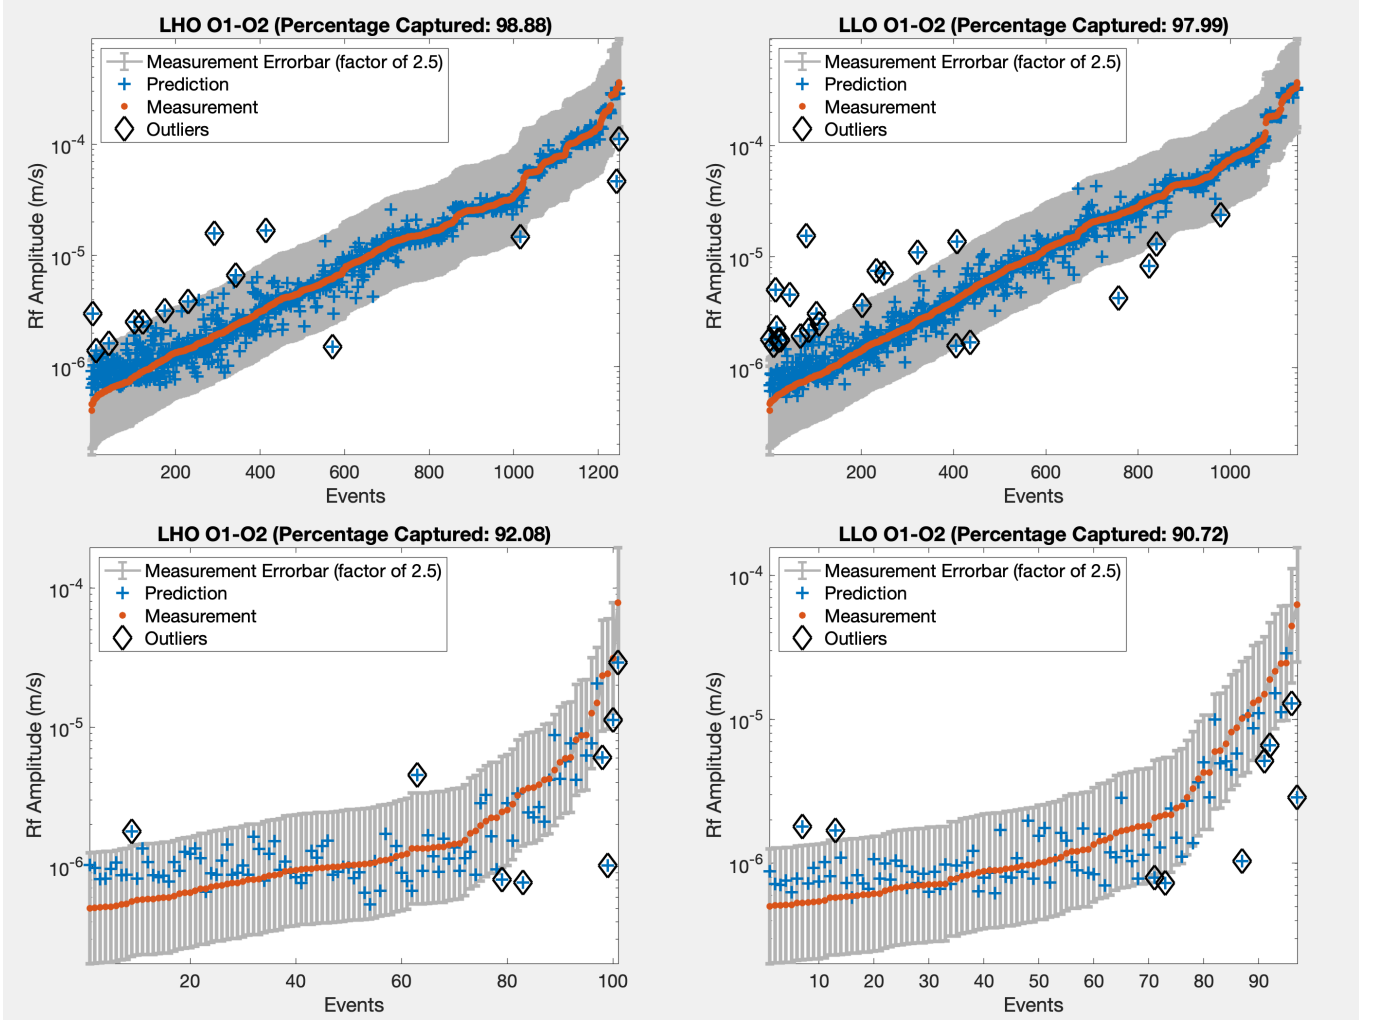 LHO O1-O2 (Percentage Captured: 98.88)
Measurement Errorbar (factor of 2.5)
Prediction
Measurement
Outliers
10-4
10-5
10-6
Rf Amplitude (m/s)
200 400 600 800 1000 1200
Events
LLO O1-O2 (Percentage Captured: 97.99)
Measurement Errorbar (factor of 2.5)
Prediction
Measurement
Outliers
10-4
10-5
10-6
Rf Amplitude (m/s)
200 400 600 800 1000
Events
LHO O1-O2 (Percentage Captured: 92.08)
Measurement Errorbar (factor of 2.5)
Prediction
Measurement
Outliers
10-4
10-5
10-6
Rf Amplitude (m/s)
20 40 60 80 100
Events
LLO O1-O2 (Percentage Captured: 90.72)
Measurement Errorbar (factor of 2.5)
Prediction
Measurement
Outliers
10-4
10-5
10-6
Rf Amplitude (m/s)
10 20 30 40 50 60 70 80 90
Events